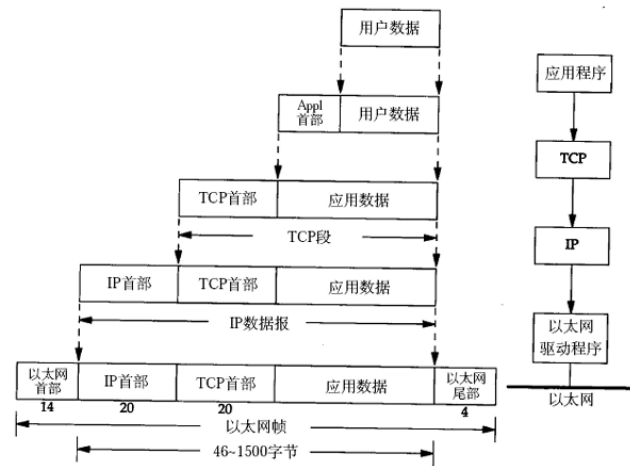 用户数据
Appl
首部
用户数据
TCP首部
应用数据
TCP段
IP首部
TCP首部
应用数据
IP数据报
以太网
首部
IP首部
TCP首部
应用数据
以太网
尾部
14
20
20
4
以太网帧
46~1500字节
应用程序
TCP
IP
以太网
驱动程序
以太网